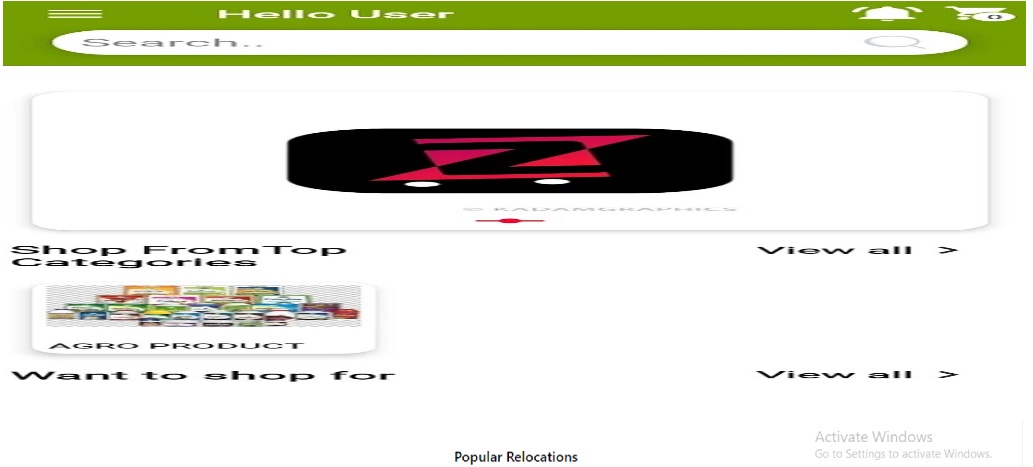 Hello User
0
Search..
© KADAMGRAPHICS
Shop FromTop
Categories
View all >
AGRO PRODUCT
Want to shop for
View all >
Activate Windows
Go to Settings to activate Windows.
Popular Relocations